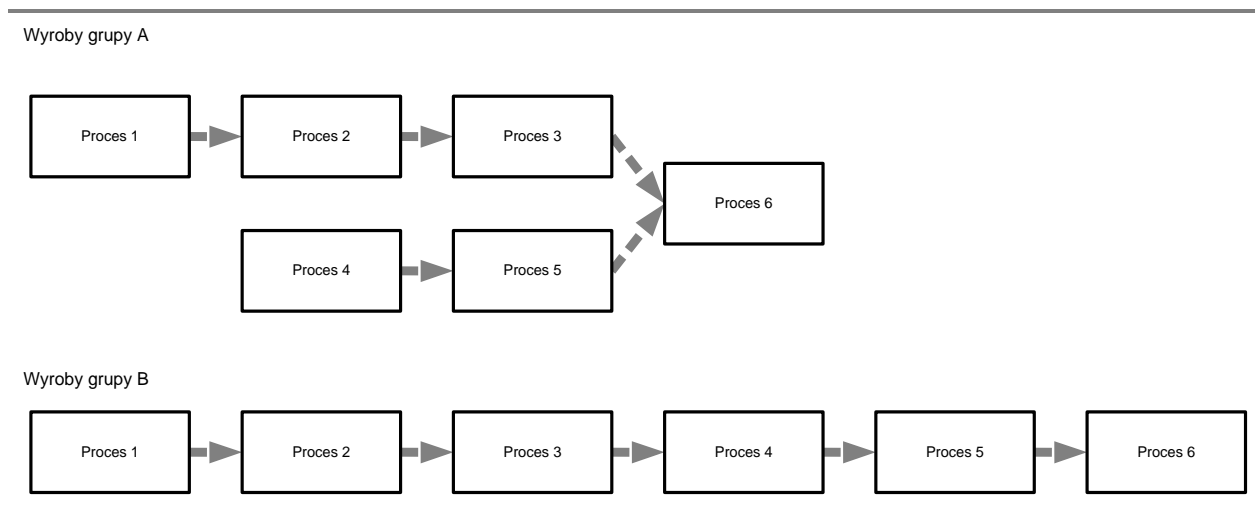 Wyroby grupy A
Proces 1
Proces 2
Proces 3
Proces 6
Proces 4
Proces 5
Wyroby grupy B
Proces 1
Proces 2
Proces 3
Proces 4
Proces 5
Proces 6